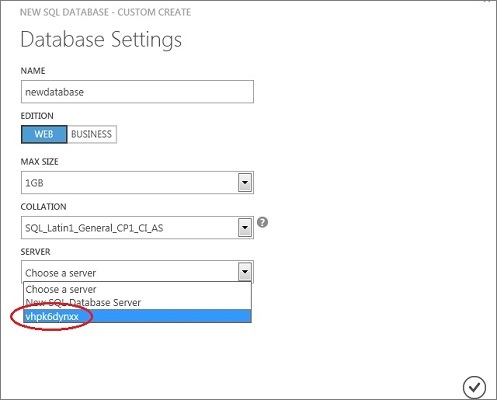 NEW SQL DATABASE - CUSTOM CREATE
Database Settings
NAME
newdatabase
EDITION
WEB BUSINESS
MAX SIZE
1GB
COLLATION
SQL_Latin1_General_CP1_CI_AS ?
SERVER
Choose a server
Choose a server
New SQL Database Server
vhpk6dynxx